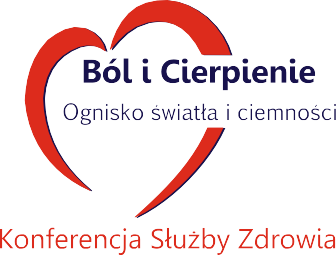 Ból i Cierpienie
Ognisko światła i ciemności
Konferencja Służby Zdrowia